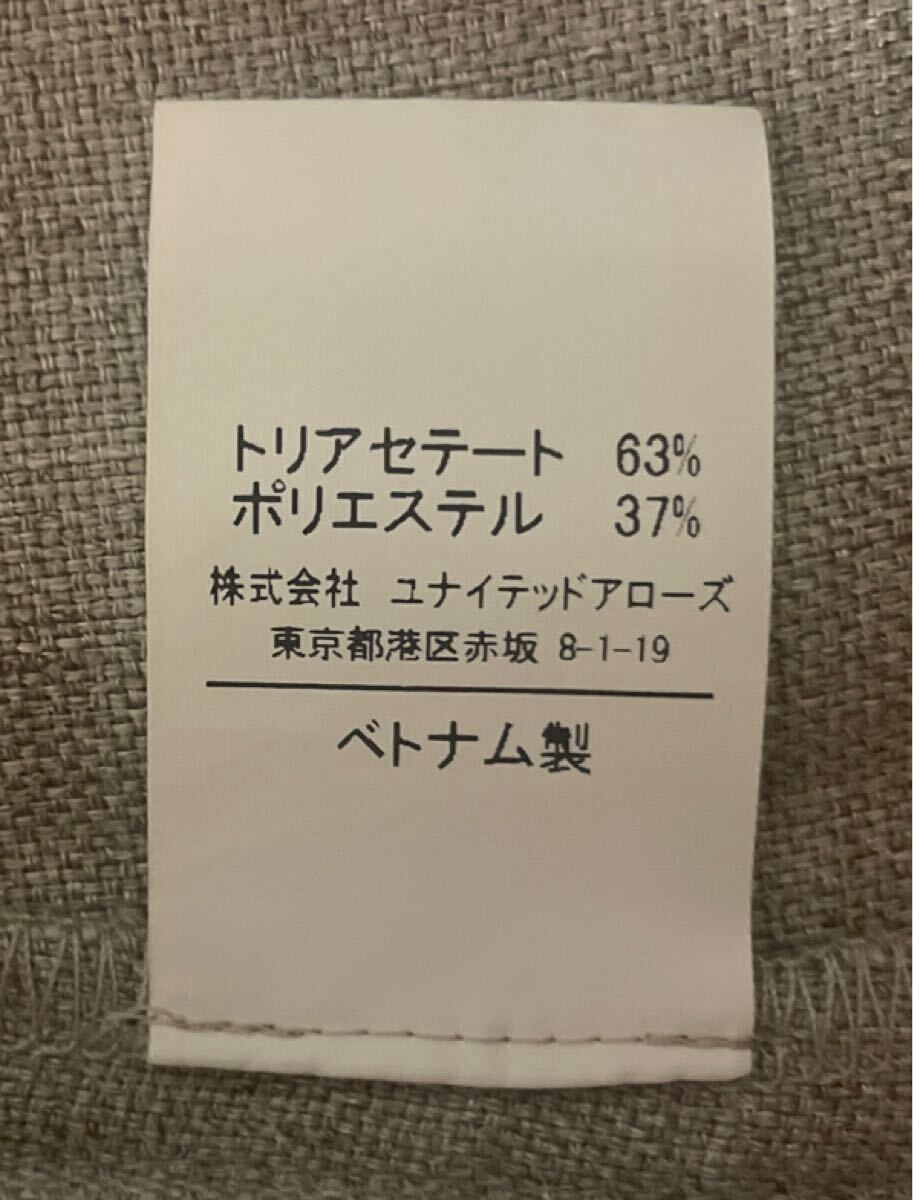 トリアセテート 63%
ポリエステル 37%
株式会社 ユナイテッドアローズ
東京都港区赤坂 8-1-19
ベトナム製